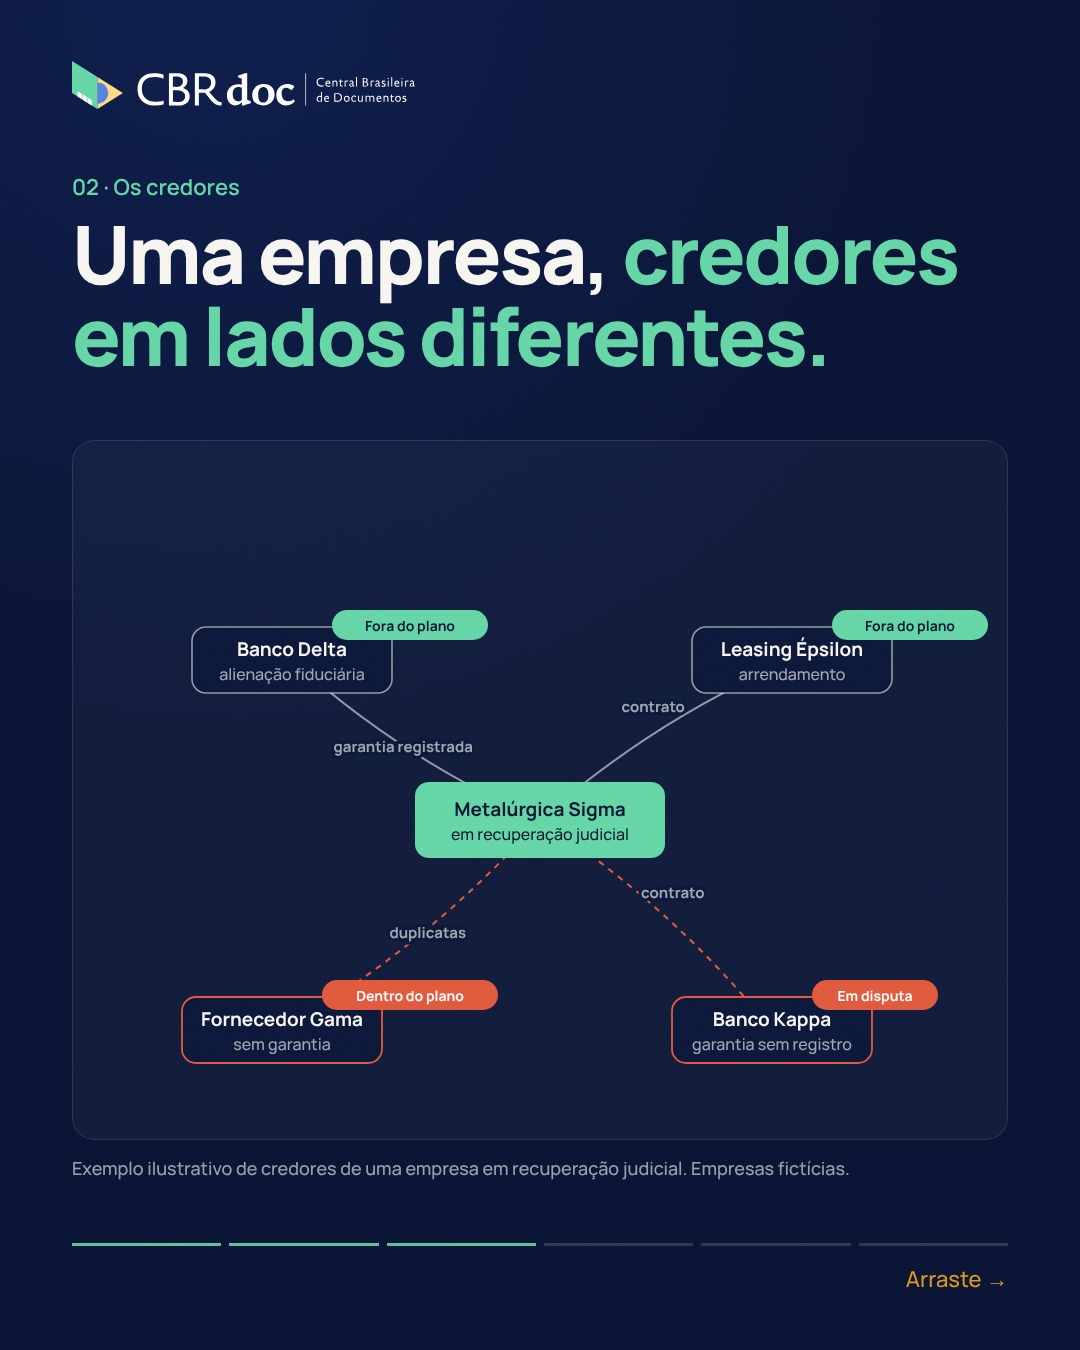 CBRdoc
Central Brasileira
de Documentos
02 · Os credores
Uma empresa, credores
em lados diferentes.
Fora do plano
Banco Delta
alienação fiduciária
Fora do plano
Leasing Épsilon
arrendamento
contrato
garantia registrada
Metalúrgica Sigma
em recuperação judicial
contrato
duplicatas
Dentro do plano
Fornecedor Gama
sem garantia
Em disputa
Banco Kappa
garantia sem registro
Exemplo ilustrativo de credores de uma empresa em recuperação judicial. Empresas fictícias.
Arraste →